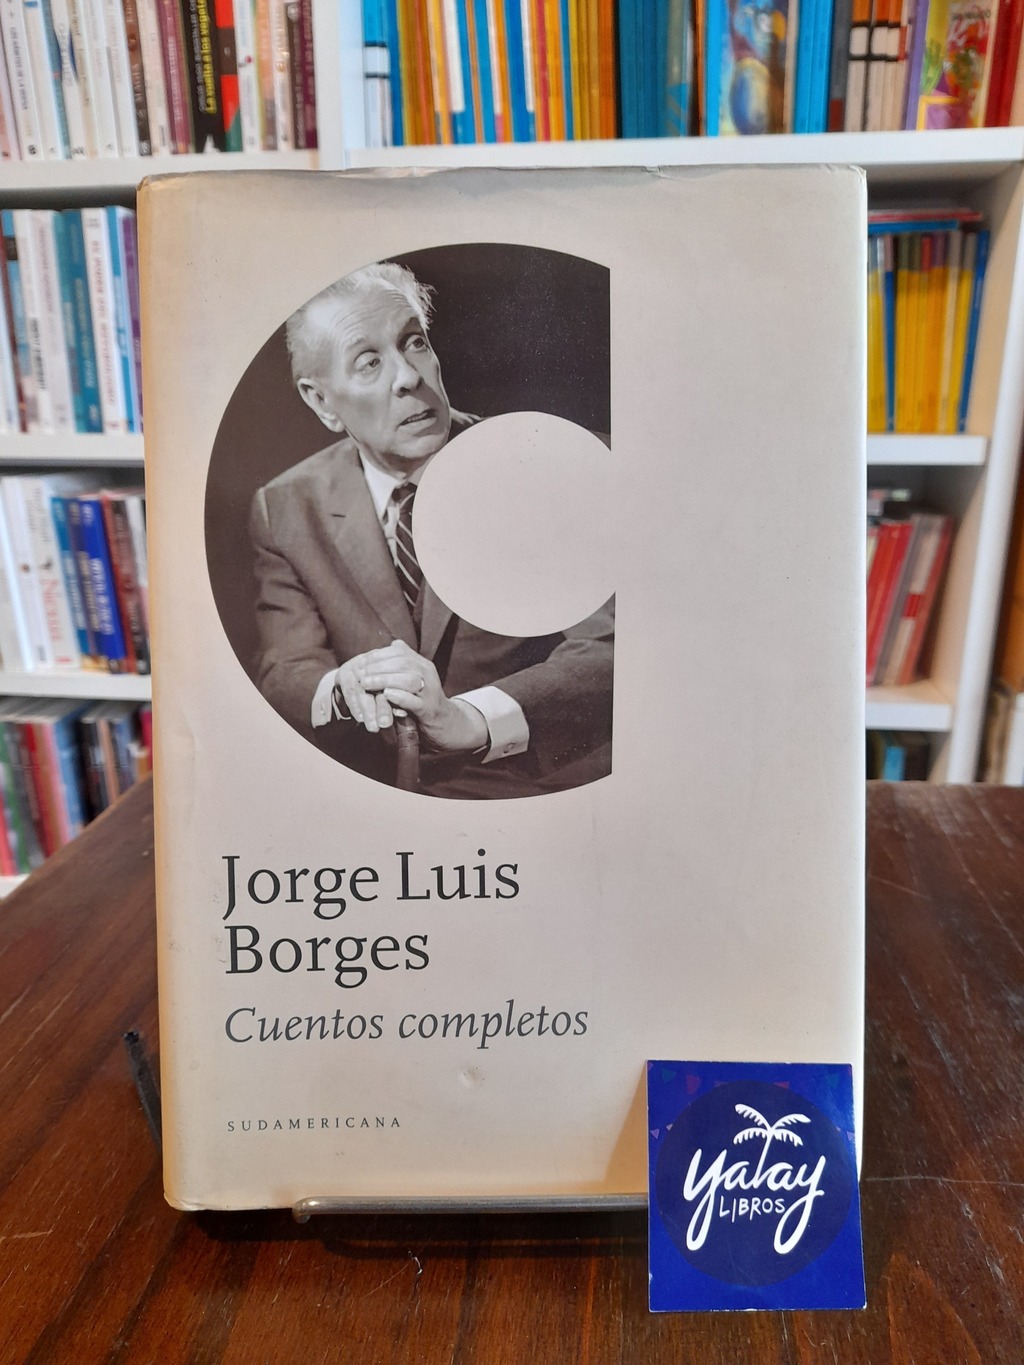 Jorge Luis
Borges
Cuentos completos
SUDAMERICANA
yatay
LIBROS